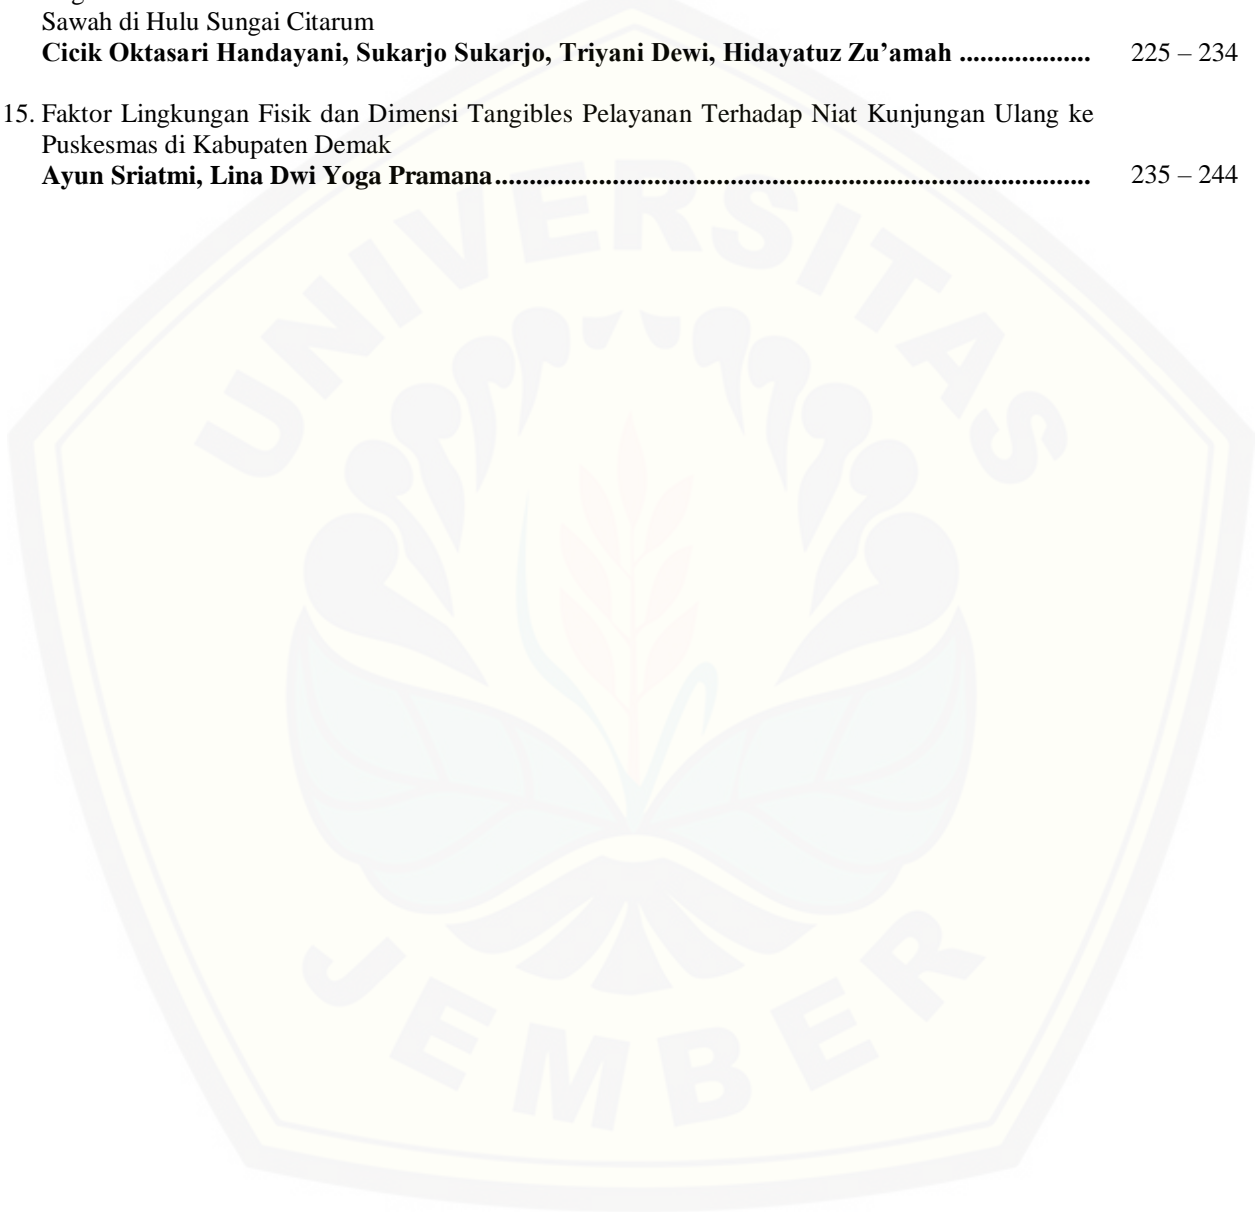 Sawah di Hulu Sungai Citarum
Cicik Oktasari Handayani, Sukarjo Sukarjo, Triyani Dewi, Hidayatuz Zu’amah ................... 225 – 234
15. Faktor Lingkungan Fisik dan Dimensi Tangibles Pelayanan Terhadap Niat Kunjungan Ulang ke
Puskesmas di Kabupaten Demak
Ayun Sriatmi, Lina Dwi Yoga Pramana...................................................................................... 235 – 244
UNIVERSITAS
JEMBER